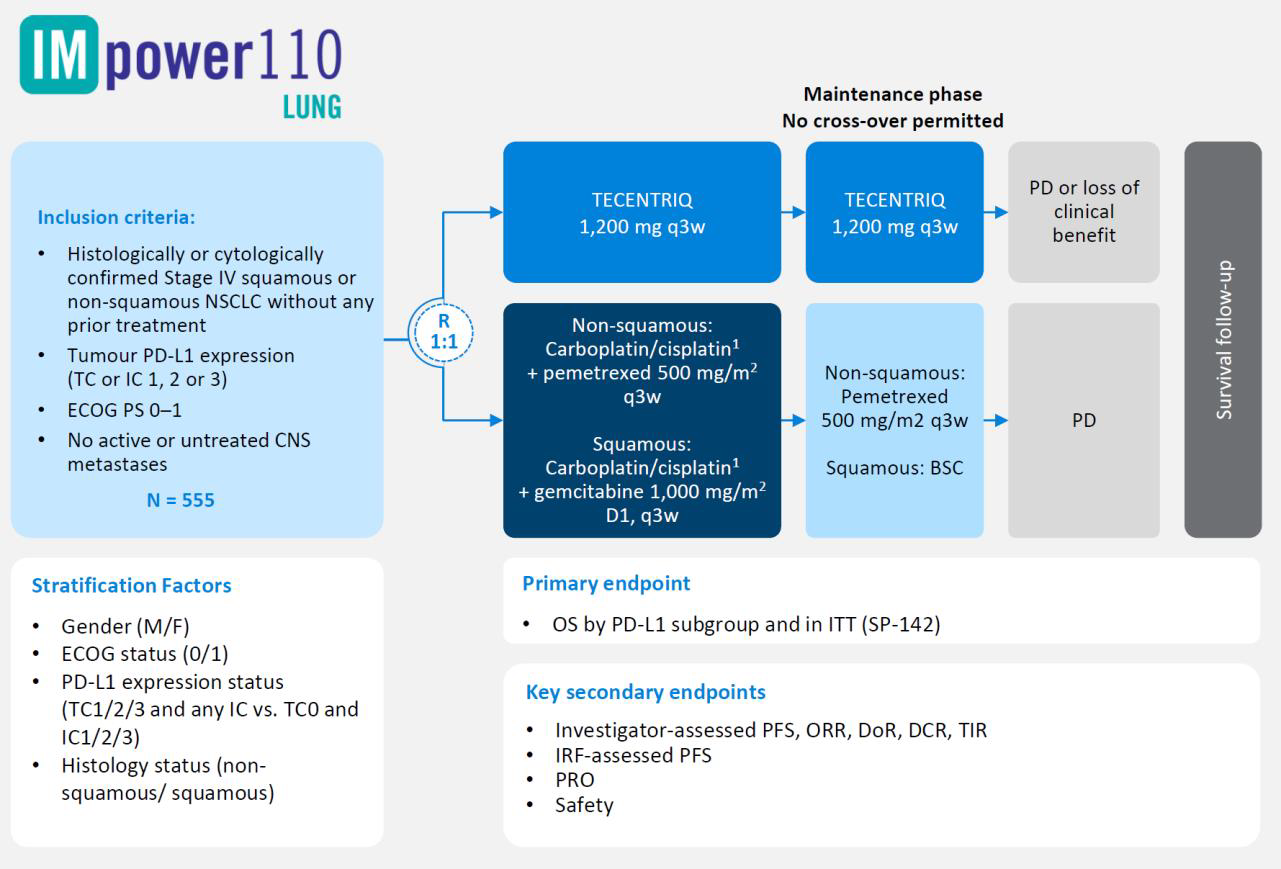 IMpower110
LUNG
Maintenance phase
No cross-over permitted
Inclusion criteria:
• Histologically or cytologically
confirmed Stage IV squamous or
non-squamous NSCLC without any
prior treatment
• Tumour PD-L1 expression
(TC or IC 1, 2 or 3)
• ECOG PS 0–1
• No active or untreated CNS
metastases
N = 555
R
1:1
TECENTRIQ
1,200 mg q3w
TECENTRIQ
1,200 mg q3w
PD or loss of
clinical
benefit
Non-squamous:
Carboplatin/cisplatin¹
+ pemetrexed 500 mg/m²
q3w
Squamous:
Carboplatin/cisplatin¹
+ gemcitabine 1,000 mg/m²
D1, q3w
Non-squamous:
Pemetrexed
500 mg/m2 q3w
Squamous: BSC
PD
Survival follow-up
Stratification Factors
• Gender (M/F)
• ECOG status (0/1)
• PD-L1 expression status
(TC1/2/3 and any IC vs. TC0 and
IC1/2/3)
• Histology status (non-
squamous/ squamous)
Primary endpoint
• OS by PD-L1 subgroup and in ITT (SP-142)
Key secondary endpoints
• Investigator-assessed PFS, ORR, DoR, DCR, TIR
• IRF-assessed PFS
• PRO
• Safety